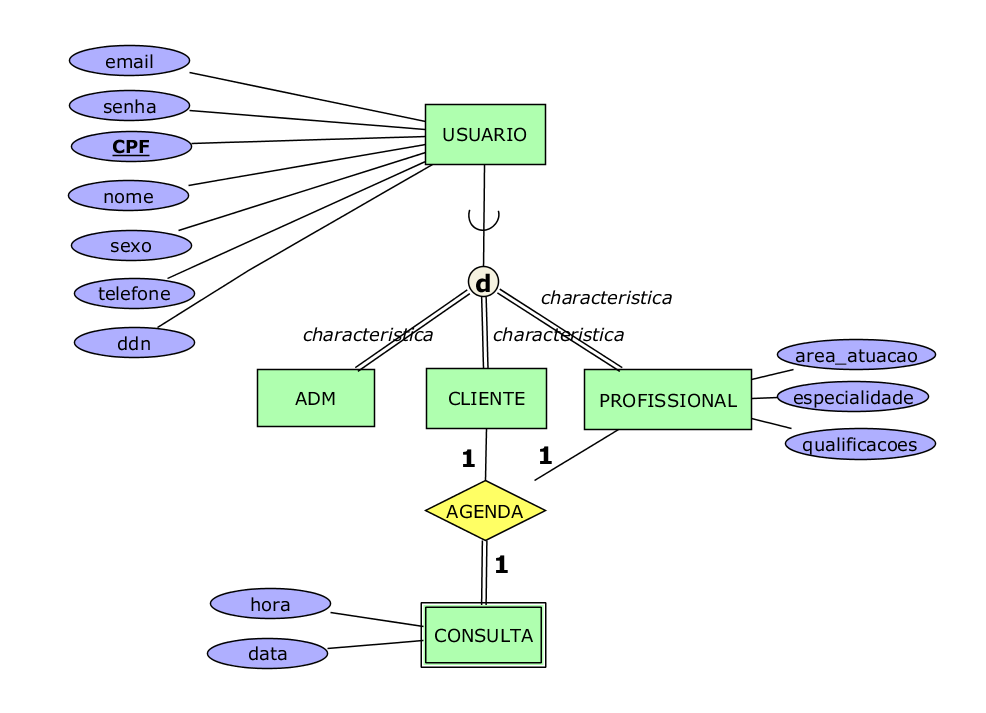 email
senha
USUARIO
CPF
nome
sexo
telefone
ddn
d
characteristica
characteristica
characteristica
area_atuacao
ADM
CLIENTE
PROFISSIONAL
especialidade
qualificacoes
1
1
AGENDA
1
hora
CONSULTA
data